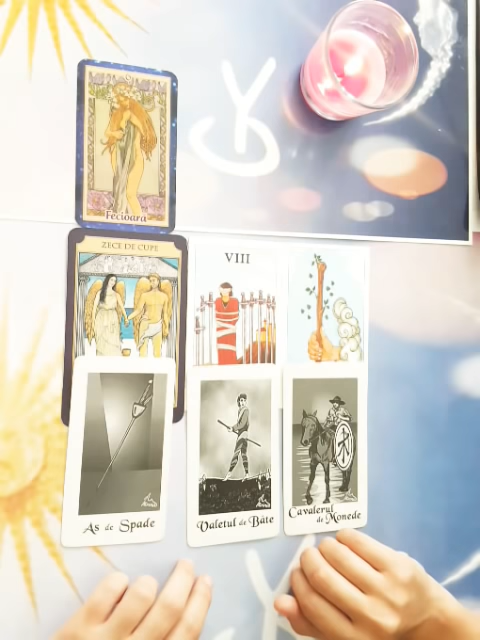 Fecioara
ZECE DE CUPE
VIII
As de Spade
Valetul de Bâte
Cavalerul
de Monede